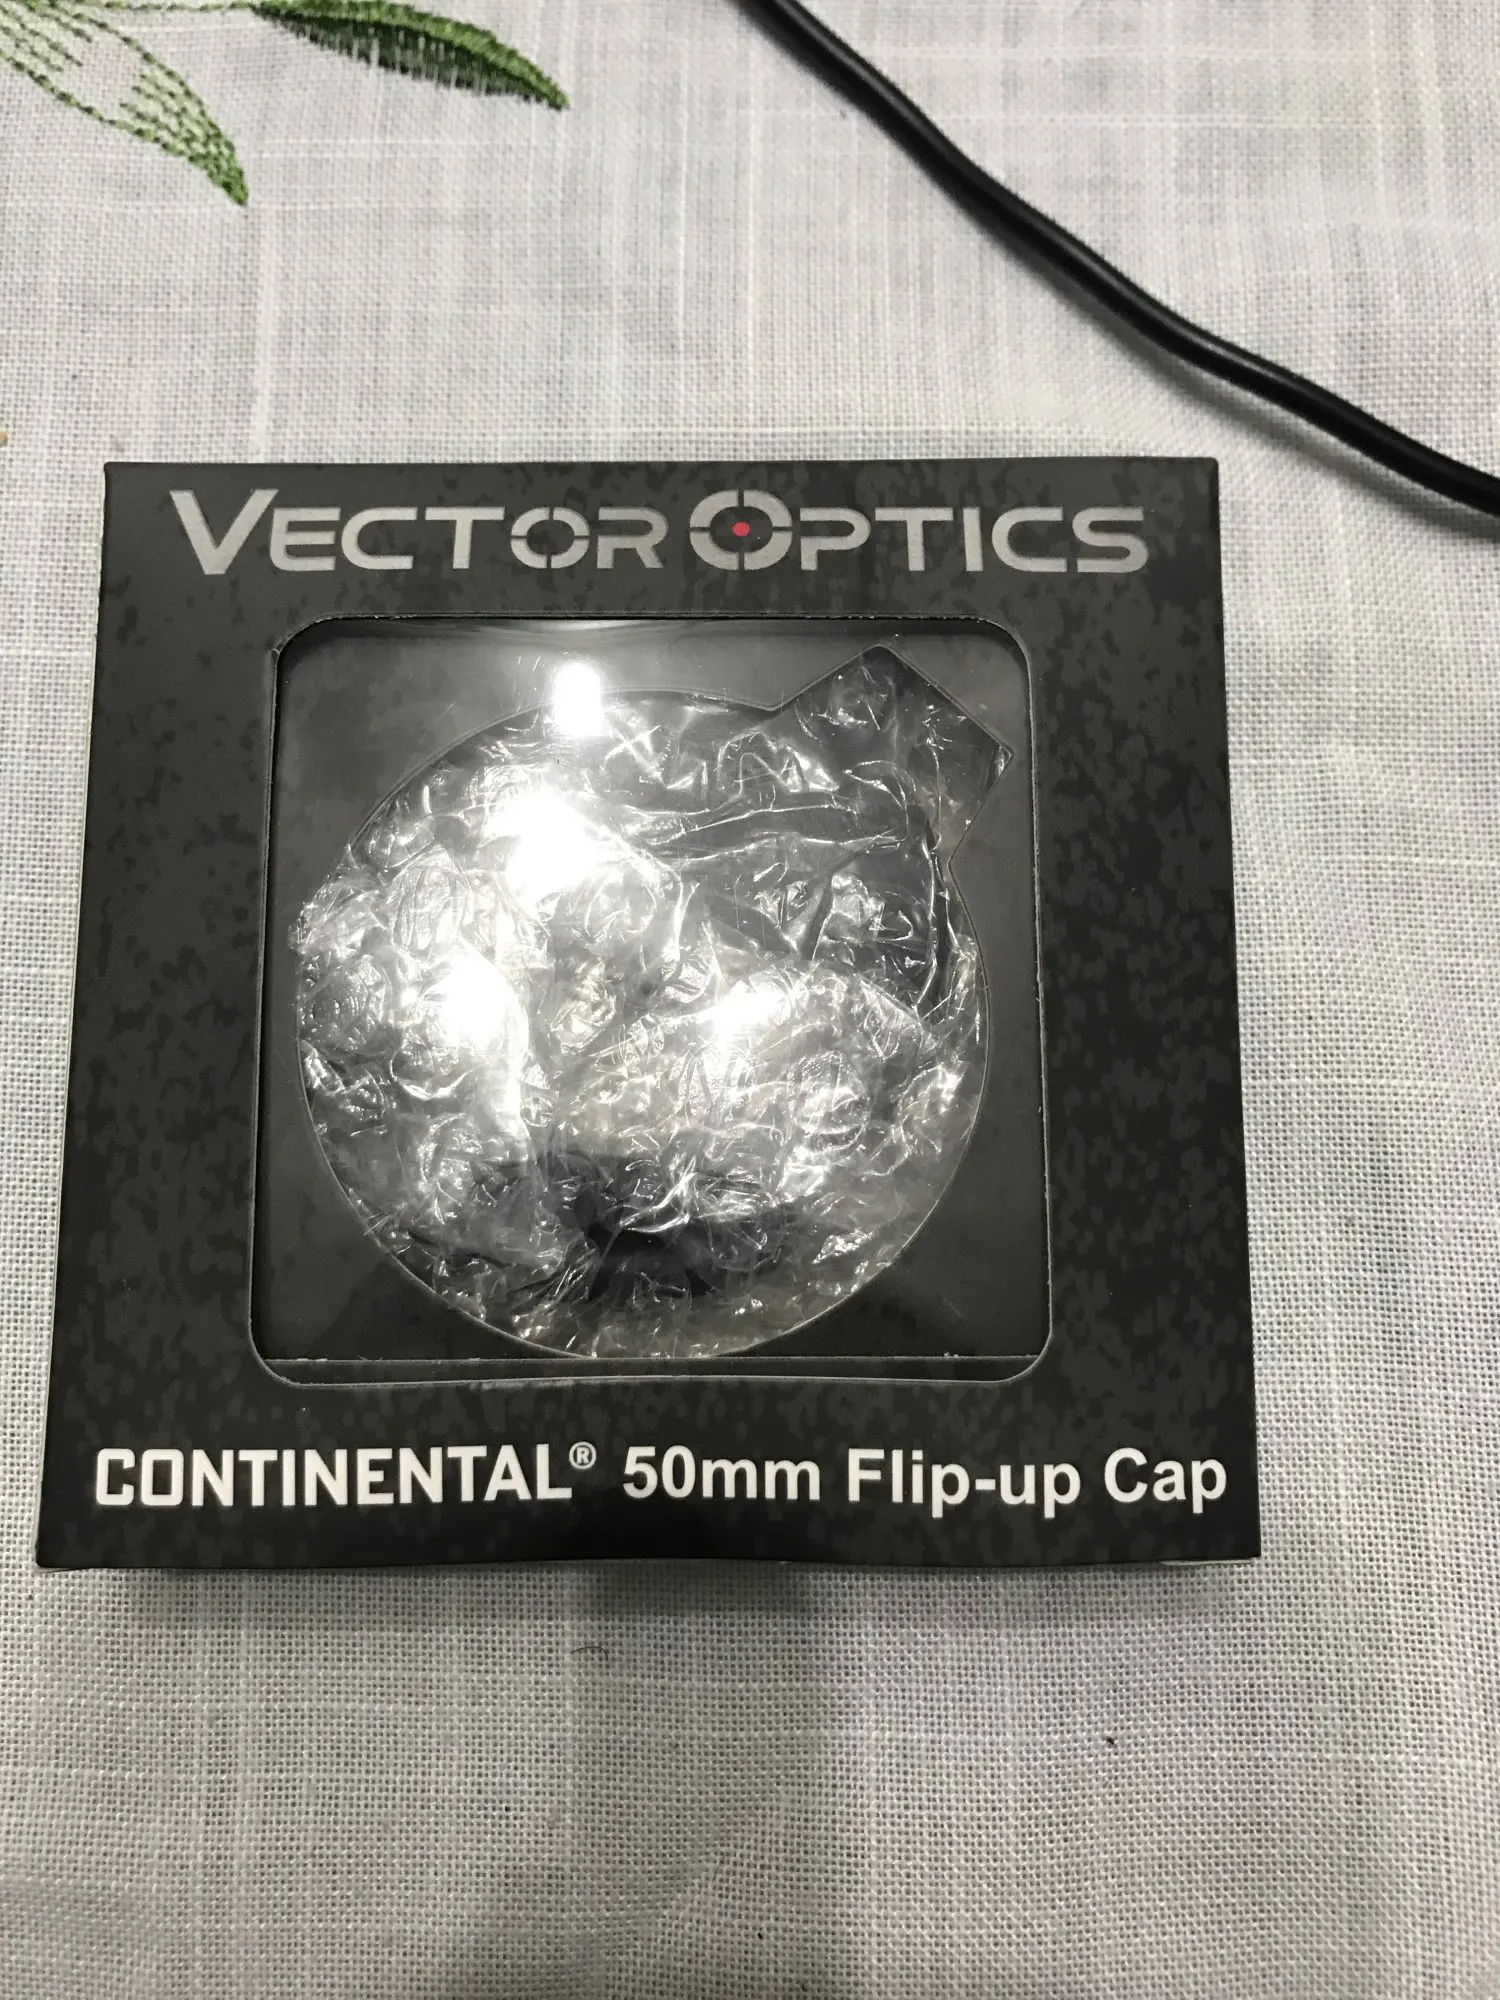 VECTOR OPTICS
CONTINENTAL® 50mm Flip-up Cap